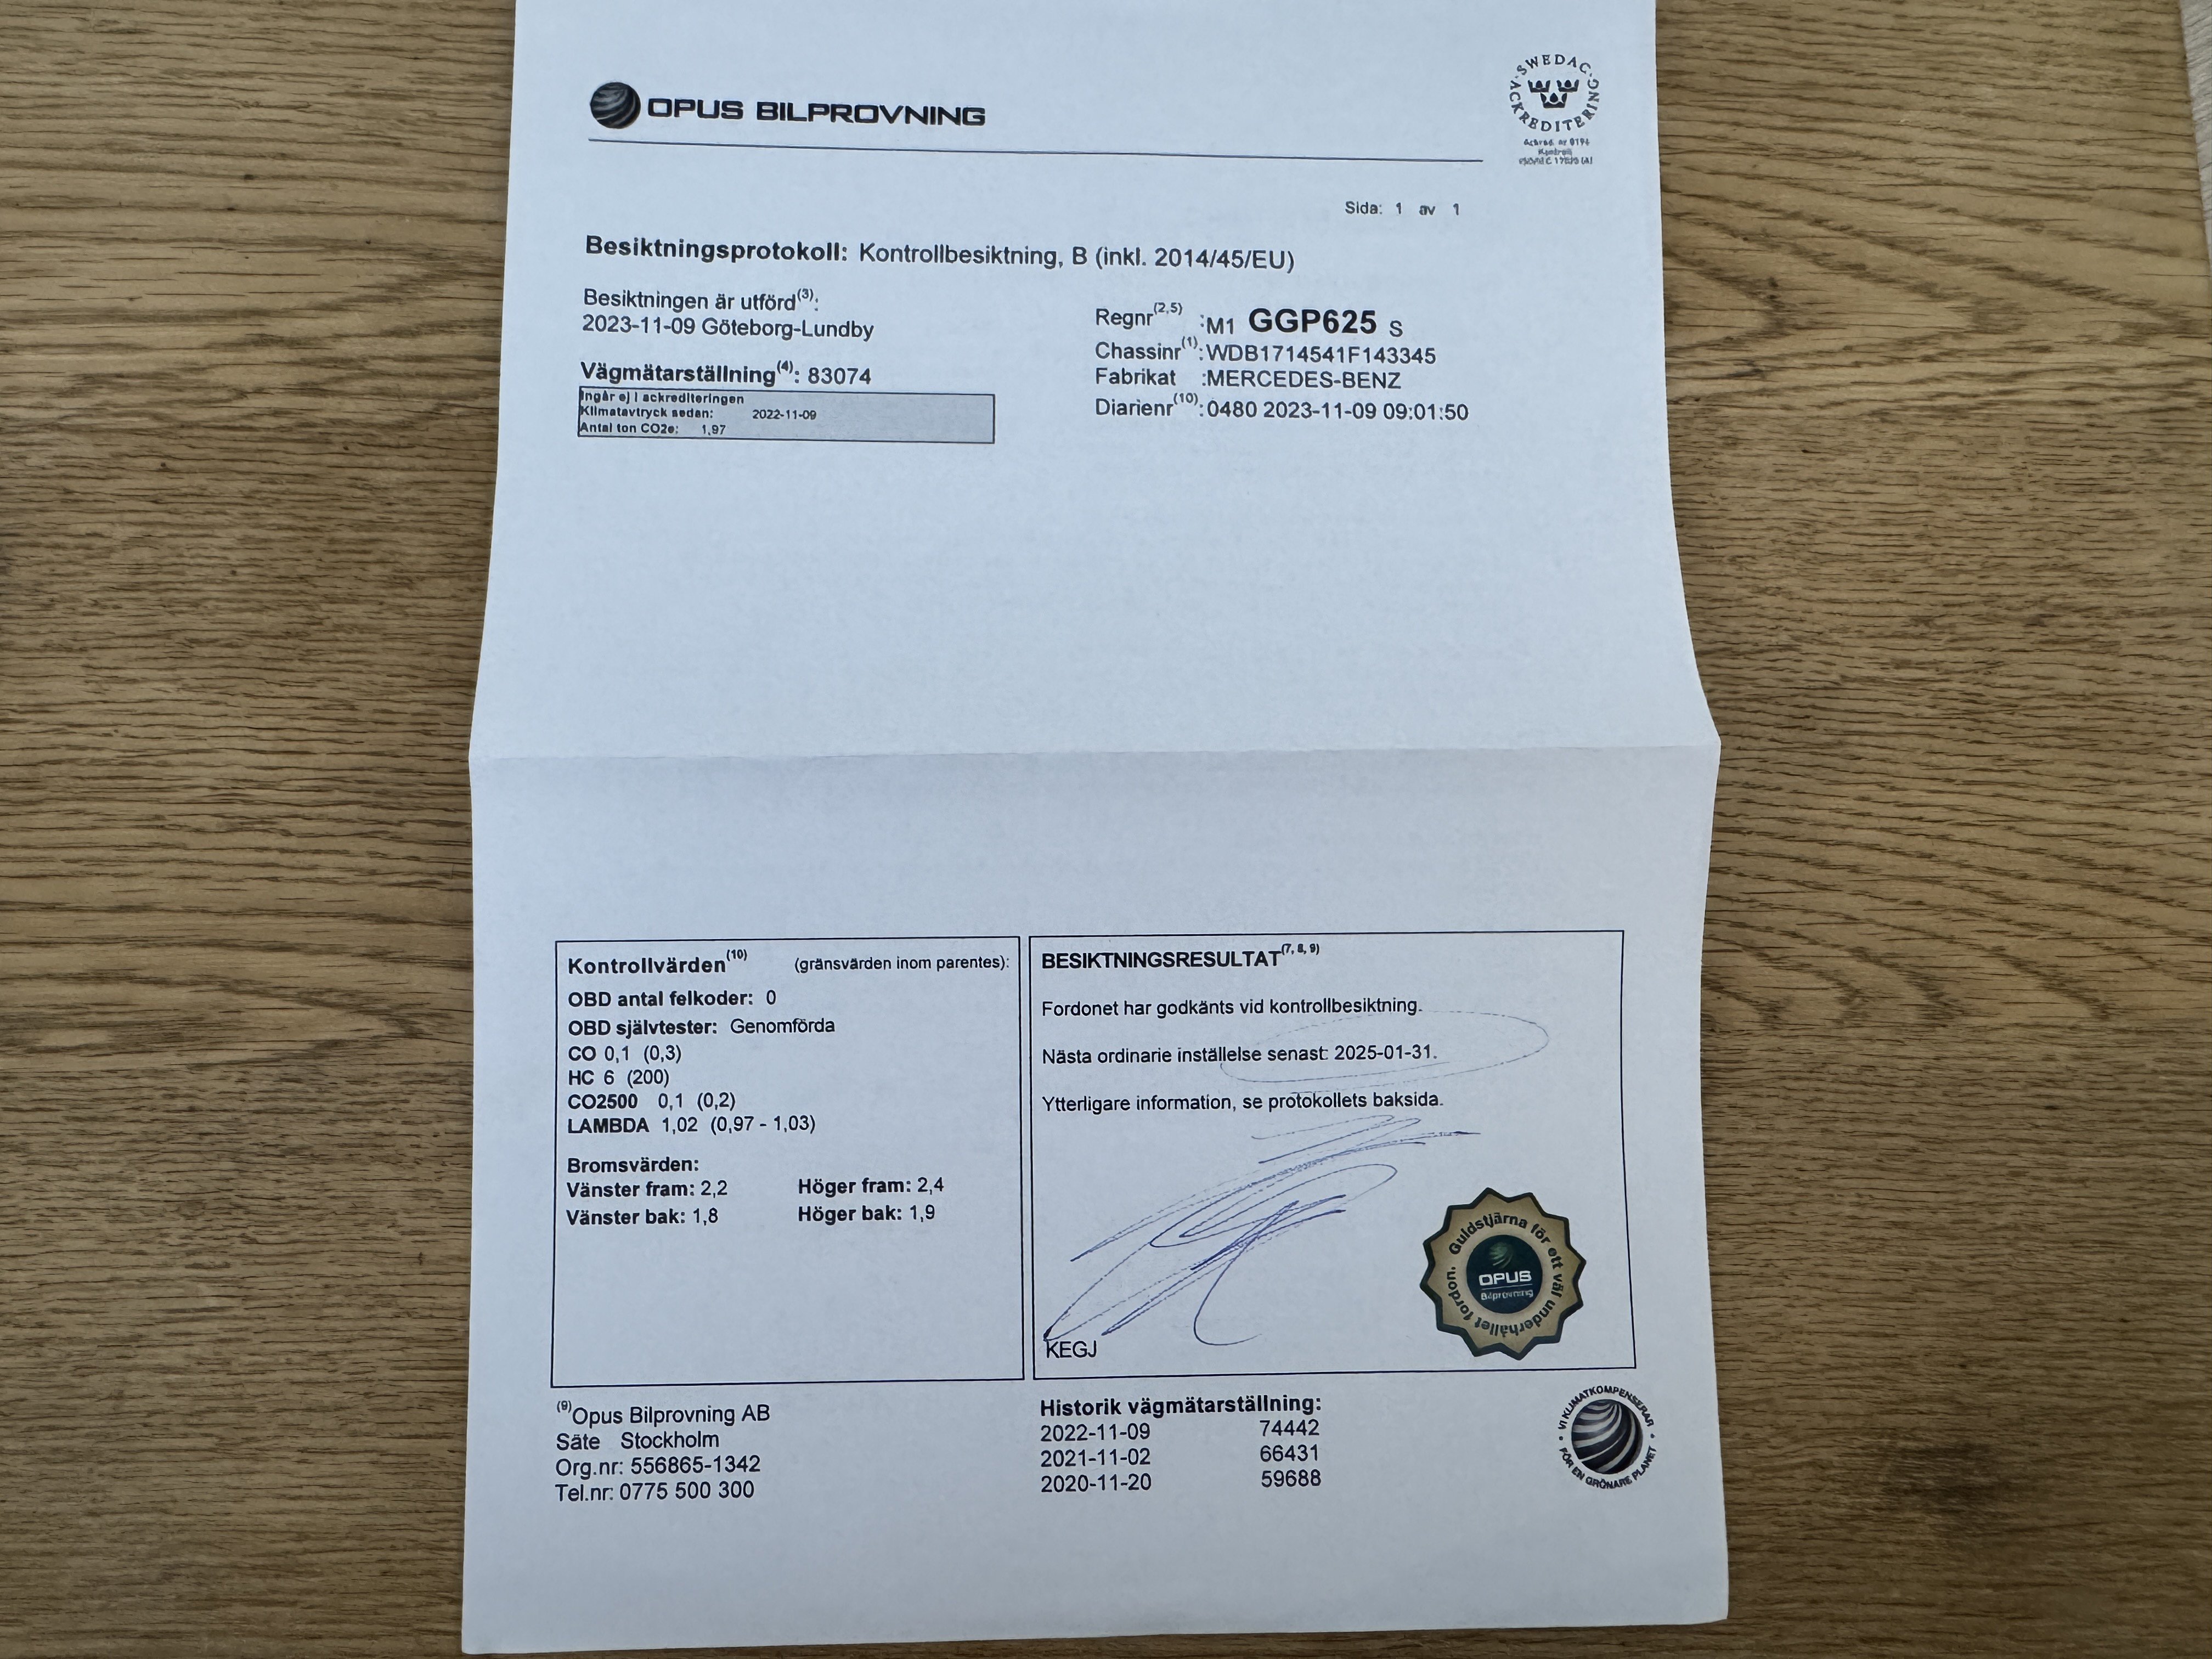 OPUS BILPROVNING
SWEDAC ACKREDITERING
Ackred. nr 8194
Kontroll
Sida: 1 av 1
Besiktningsprotokoll: Kontrollbesiktning, B (inkl. 2014/45/EU)
Besiktningen är utförd(3):
2023-11-09 Göteborg-Lundby
Vägmätarställning(4): 83074
Ingår ej i ackrediteringen
Klimatavtryck sedan: 2022-11-09
Antal ton CO2e: 1,97
Regnr(2,5) :M1 GGP625 S
Chassinr(1):WDB1714541F143345
Fabrikat :MERCEDES-BENZ
Diarienr(10):0480 2023-11-09 09:01:50
Kontrollvärden(10) (gränsvärden inom parentes):
OBD antal felkoder: 0
OBD självtester: Genomförda
CO 0,1 (0,3)
HC 6 (200)
CO2500 0,1 (0,2)
LAMBDA 1,02 (0,97 - 1,03)
Bromsvärden:
Vänster fram: 2,2 Höger fram: 2,4
Vänster bak: 1,8 Höger bak: 1,9
BESIKTNINGSRESULTAT(7, 8, 9)
Fordonet har godkänts vid kontrollbesiktning.
Nästa ordinarie inställelse senast: 2025-01-31.
Ytterligare information, se protokollets baksida.
KEGJ
Guldstjärna för ett väl underhållet fordon.
OPUS
Bilprovning
(9)Opus Bilprovning AB
Säte Stockholm
Org.nr: 556865-1342
Tel.nr: 0775 500 300
Historik vägmätarställning:
2022-11-09 74442
2021-11-02 66431
2020-11-20 59688
VI KLIMATKOMPENSERAR
FÖR EN GRÖNARE PLANET